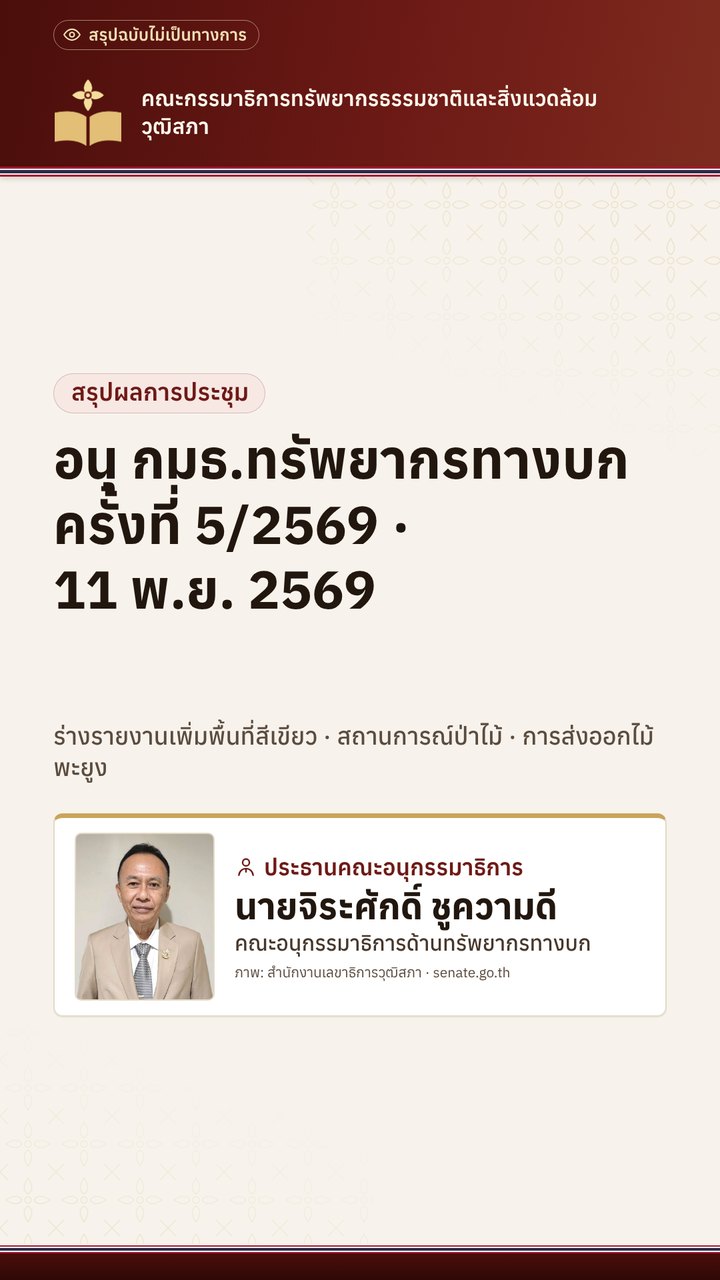 สรุปฉบับไม่เป็นทางการ
คณะกรรมาธิการทรัพยากรธรรมชาติและสิ่งแวดล้อม
วุฒิสภา
สรุปผลการประชุม
อนุ กมธ.ทรัพยากรทางบก
ครั้งที่ 5/2569 ·
11 พ.ย. 2569
ร่างรายงานเพิ่มพื้นที่สีเขียว · สถานการณ์ป่าไม้ · การส่งออกไม้
พะยูง
ประธานคณะอนุกรรมาธิการ
นายจิระศักดิ์ ชูความดี
คณะอนุกรรมาธิการด้านทรัพยากรทางบก
ภาพ: สำนักงานเลขาธิการวุฒิสภา · senate.go.th